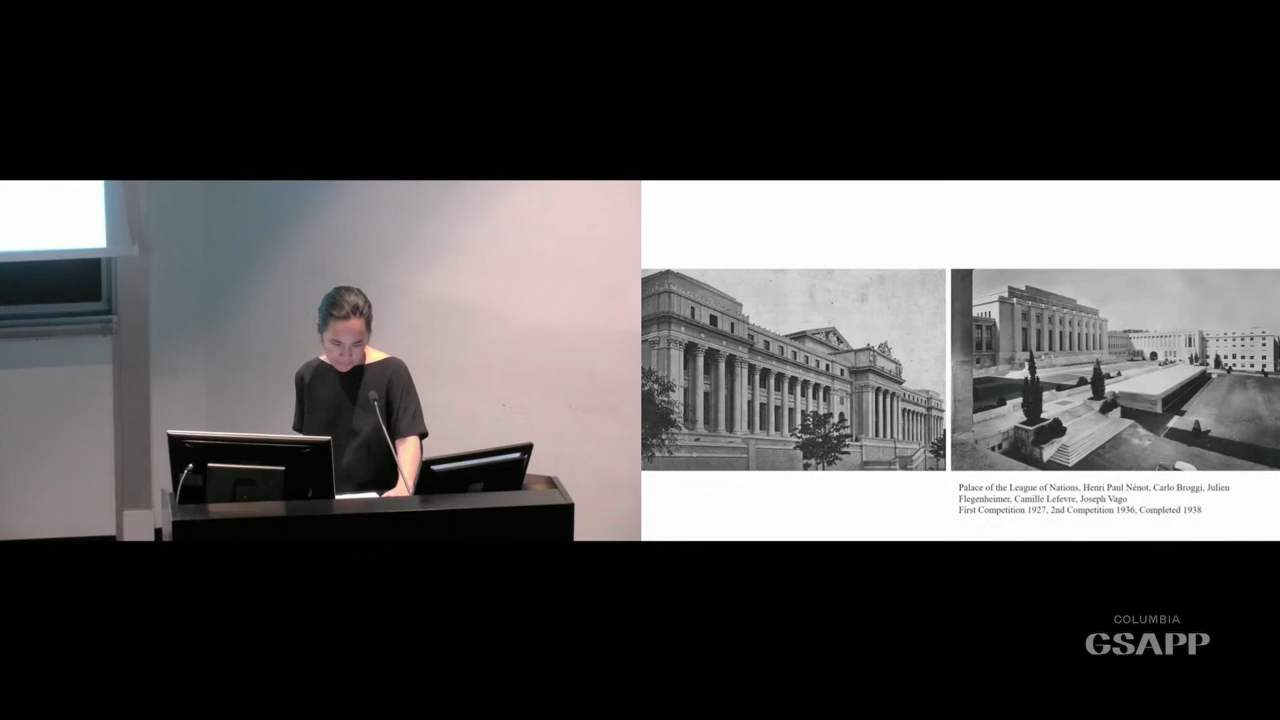 Palace of the League of Nations, Henri Paul Nénot, Carlo Broggi, Julien
Flegenheimer, Camille Lefevre, Joseph Vago
First Competition 1927, 2nd Competition 1936, Completed 1938
COLUMBIA
GSAPP